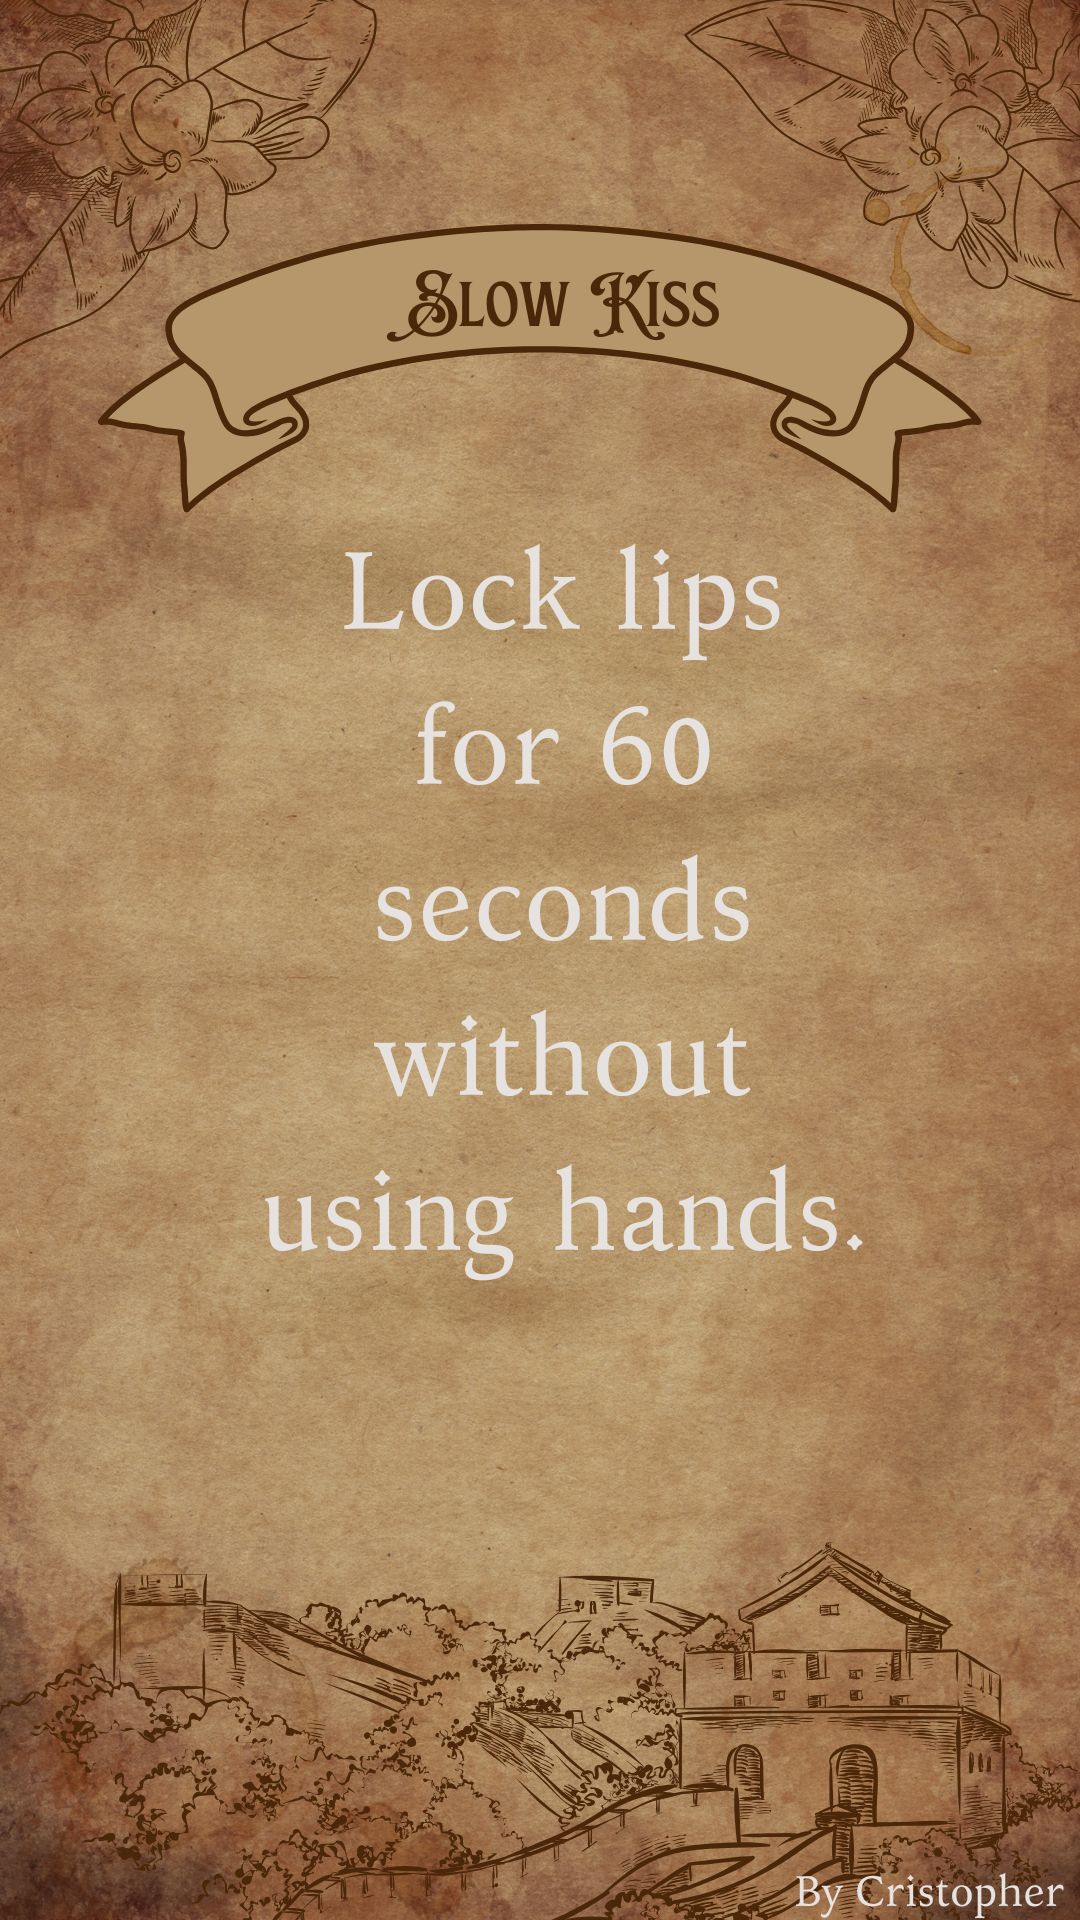 Slow Kiss
Lock lips
for 60
seconds
without
using hands.
By Cristopher